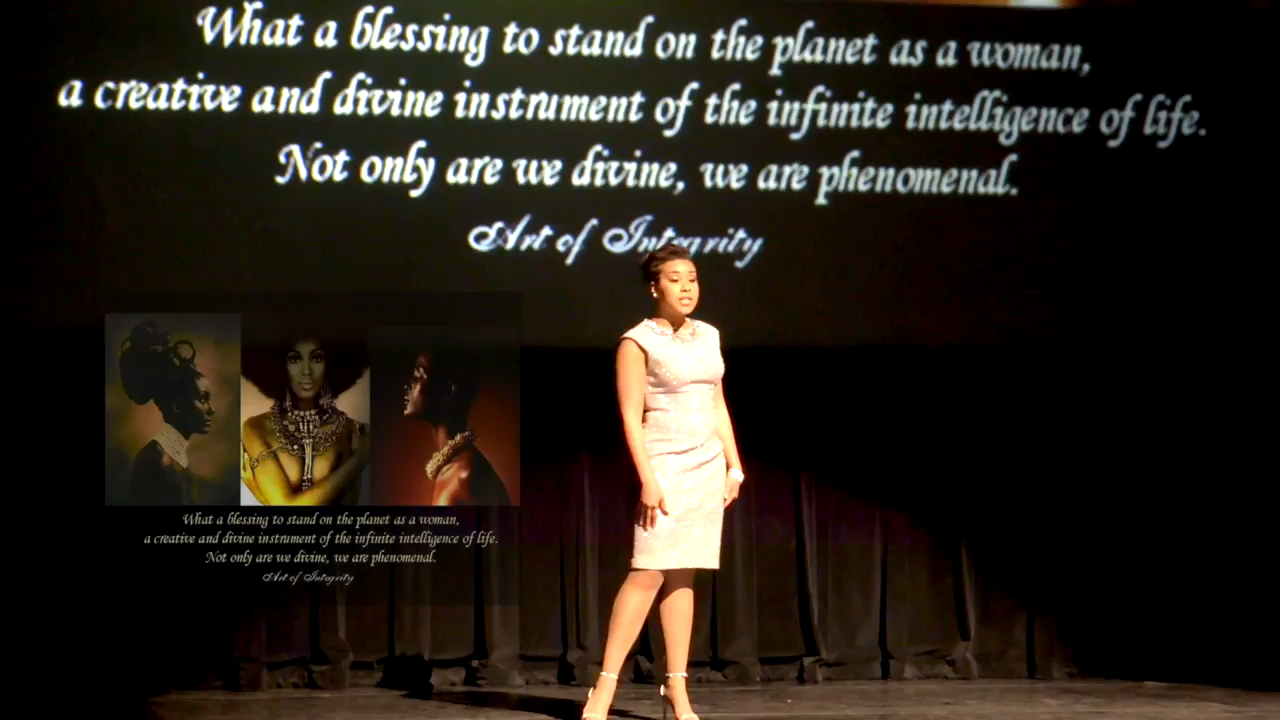 What a blessing to stand on the planet as a woman,
a creative and divine instrument of the infinite intelligence of life.
Not only are we divine, we are phenomenal.
Art of Integrity
What a blessing to stand on the planet as a woman,
a creative and divine instrument of the infinite intelligence of life.
Not only are we divine, we are phenomenal.
Art of Integrity